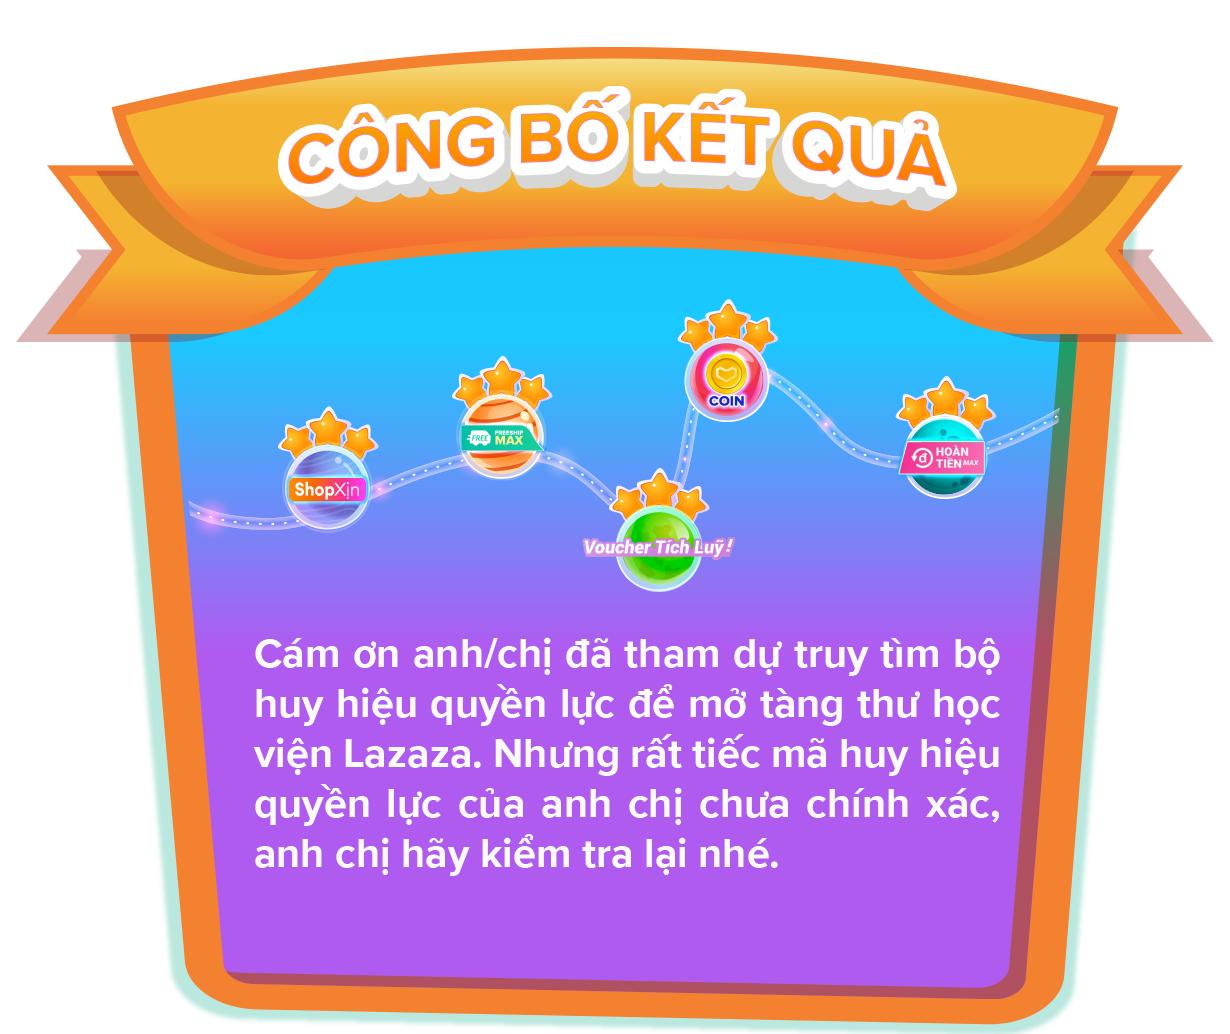 CÔNG BỐ KẾT QUẢ
COIN
FREE FREESHIP MAX
đ HOÀN TIỀN MAX
ShopXịn
Voucher Tích Luỹ!
Cám ơn anh/chị đã tham dự truy tìm bộ
huy hiệu quyền lực để mở tàng thư học
viện Lazaza. Nhưng rất tiếc mã huy hiệu
quyền lực của anh chị chưa chính xác,
anh chị hãy kiểm tra lại nhé.